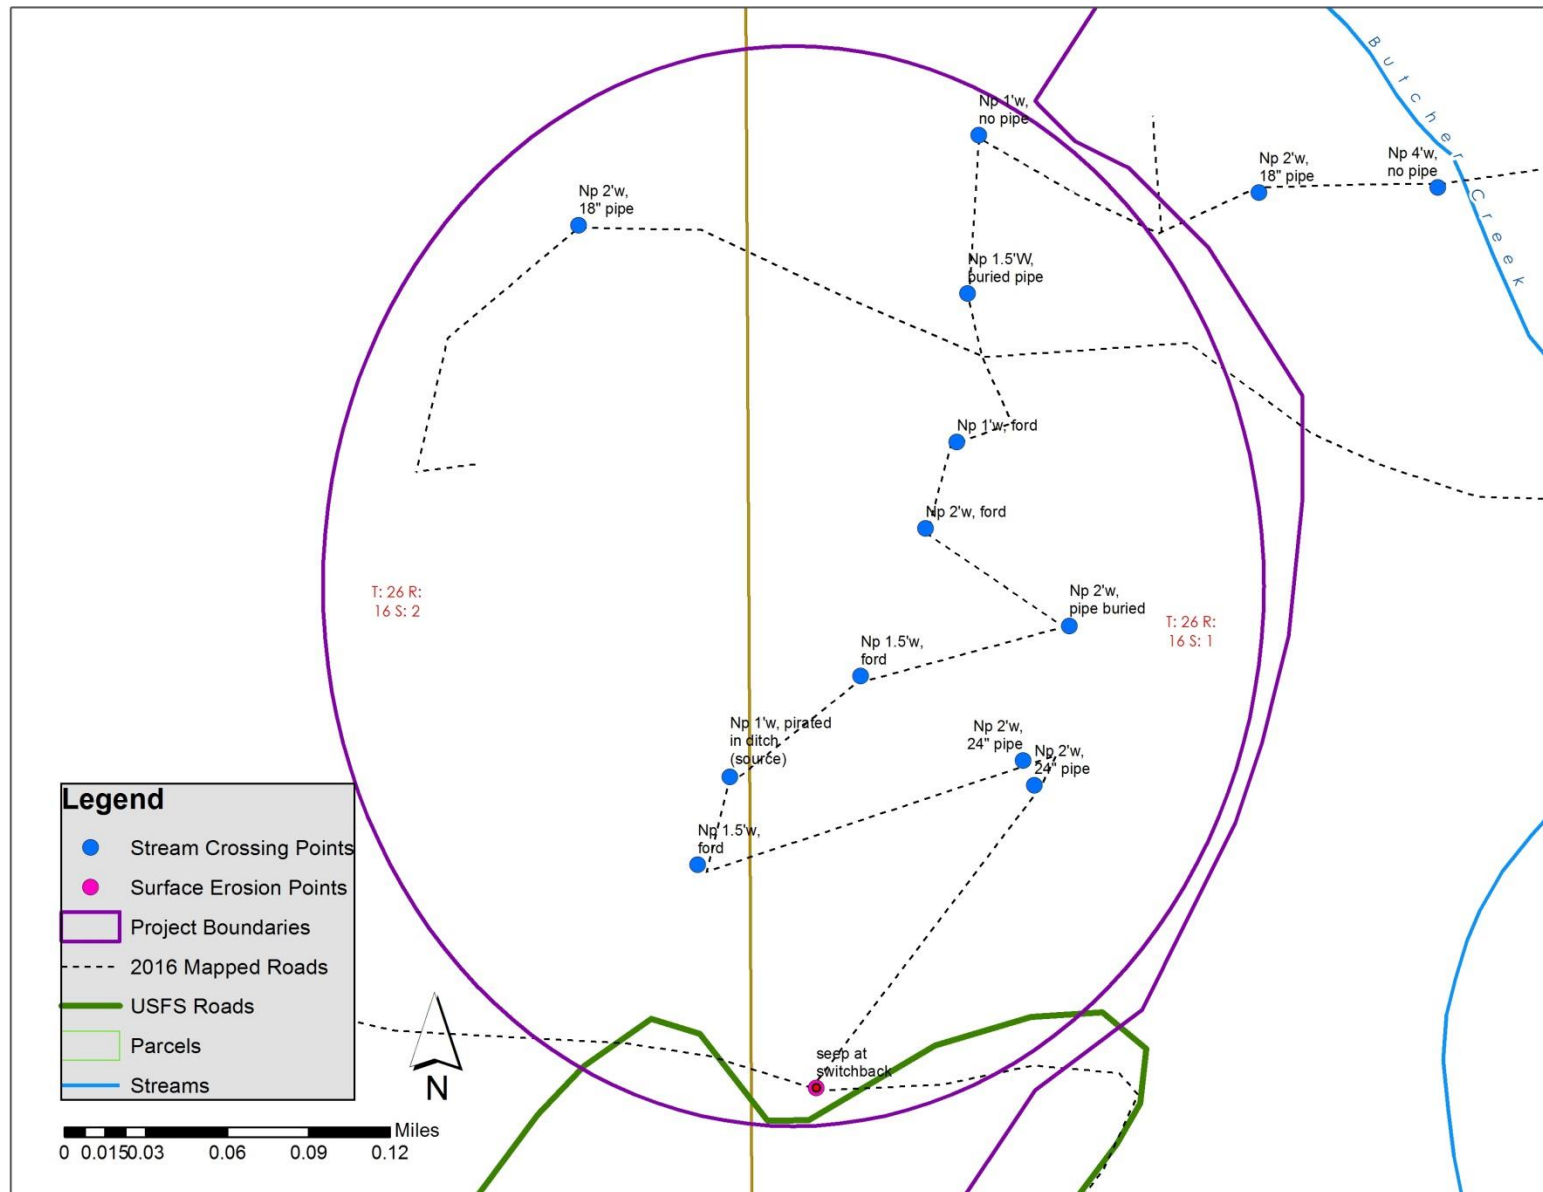 Np 1'w,
no pipe
Butcher Creek
Np 2'w,
18" pipe
Np 4'w,
no pipe
Np 2'w,
18" pipe
Np 1.5'W,
buried pipe
Np 1'w, ford
Np 2'w, ford
T: 26 R:
16 S: 2
Np 2'w,
pipe buried
T: 26 R:
16 S: 1
Np 1.5'w,
ford
Np 1'w, pirated
in ditch
(source)
Np 2'w,
24" pipe
Np 2'w,
24" pipe
Np 1.5'w,
ford
seep at
switchback
Legend
Stream Crossing Points
Surface Erosion Points
Project Boundaries
2016 Mapped Roads
USFS Roads
Parcels
Streams
N
Miles
0 0.015 0.03 0.06 0.09 0.12